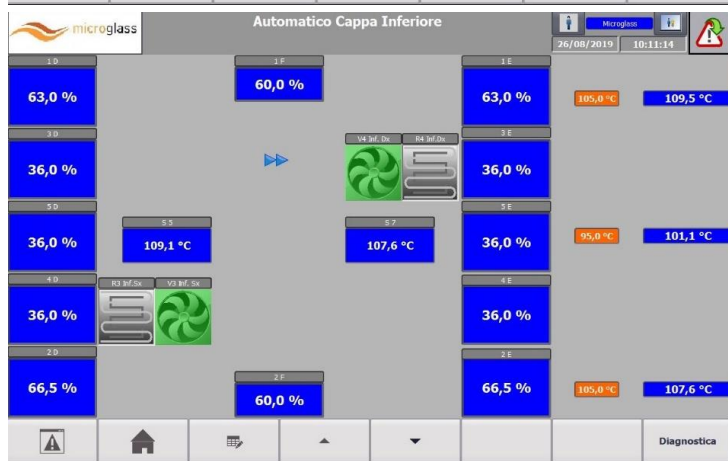 microglass
Automatico Cappa Inferiore
Microglass
26/08/2019 10:11:14
1 D
63,0 %
1 F
60,0 %
1 E
63,0 %
105,0 °C
109,5 °C
3 D
36,0 %
V4 Inf. Dx
R4 Inf.Dx
3 E
36,0 %
5 D
36,0 %
S 5
109,1 °C
S 7
107,6 °C
5 E
36,0 %
95,0 °C
101,1 °C
4 D
36,0 %
R3 Inf.Sx
V3 Inf. Sx
4 E
36,0 %
2 D
66,5 %
2 F
60,0 %
2 E
66,5 %
105,0 °C
107,6 °C
Diagnostica